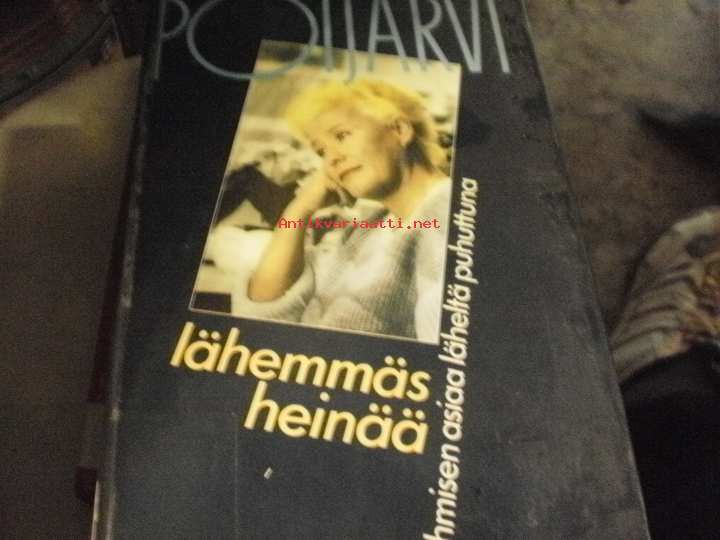 POIJÄRVI
Antikvariaatti.net
lähemmäs
heinää
hmisen asiaa läheltä puhuttuna